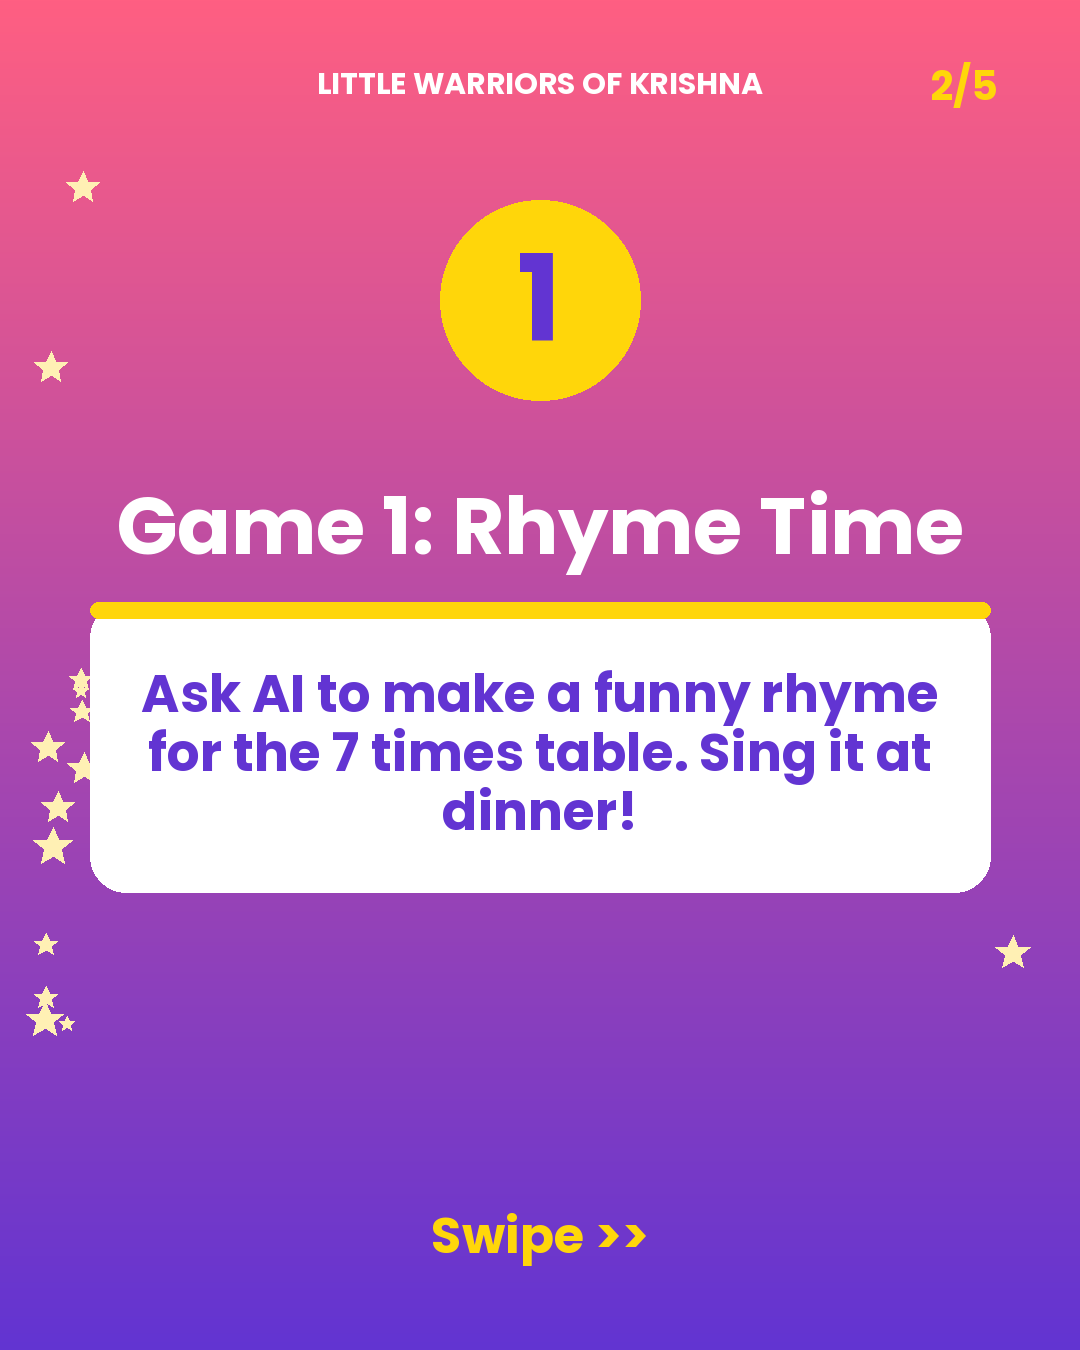 LITTLE WARRIORS OF KRISHNA
2/5
1
Game 1: Rhyme Time
Ask AI to make a funny rhyme
for the 7 times table. Sing it at
dinner!
Swipe >>